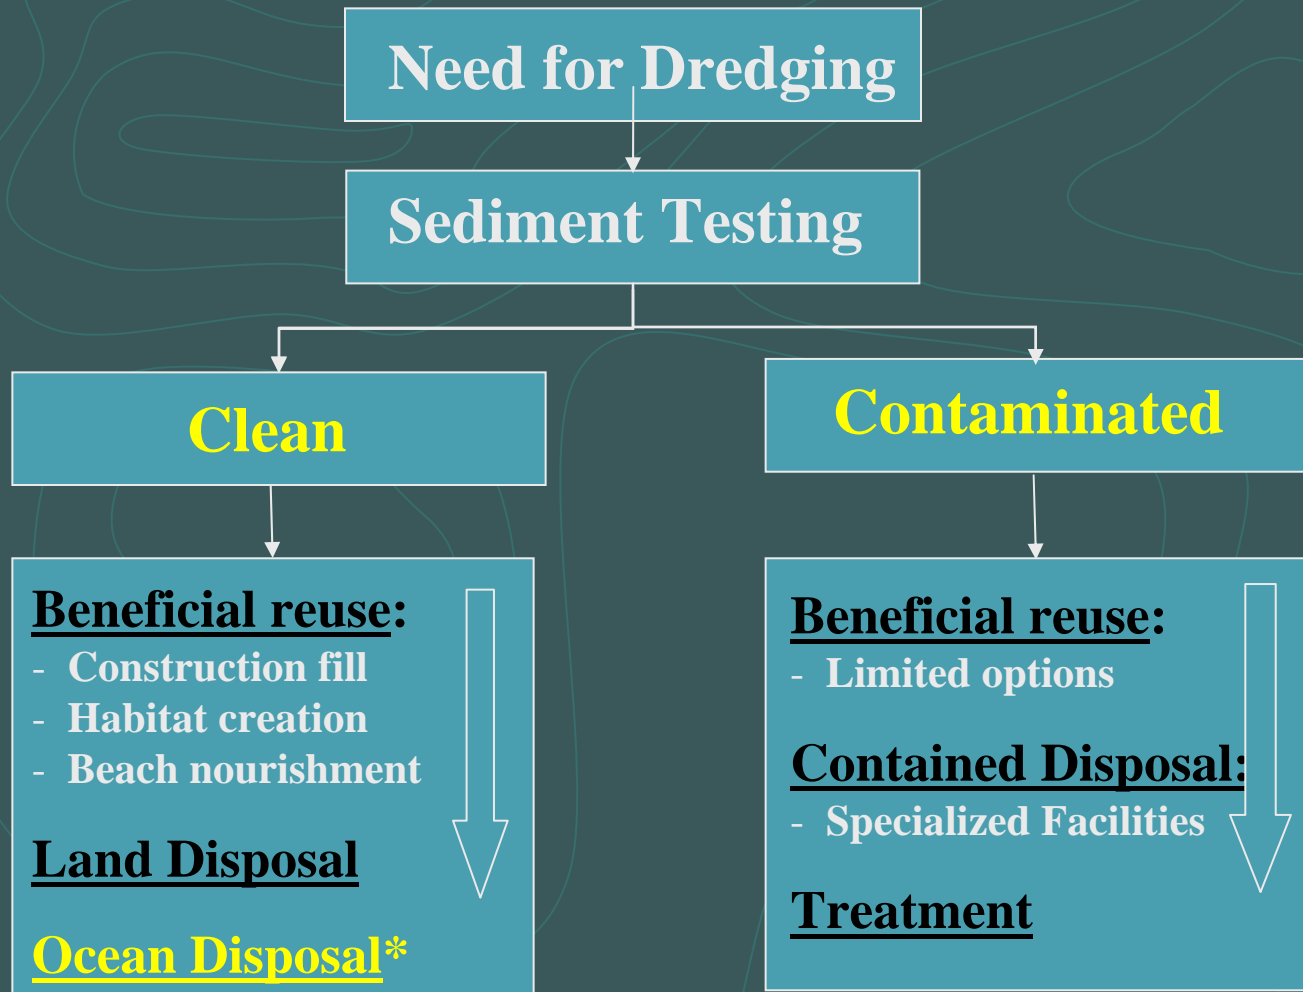 Need for Dredging
Sediment Testing
Clean
Contaminated
Beneficial reuse:
- Construction fill
- Habitat creation
- Beach nourishment
Land Disposal
Ocean Disposal*
Beneficial reuse:
- Limited options
Contained Disposal:
- Specialized Facilities
Treatment